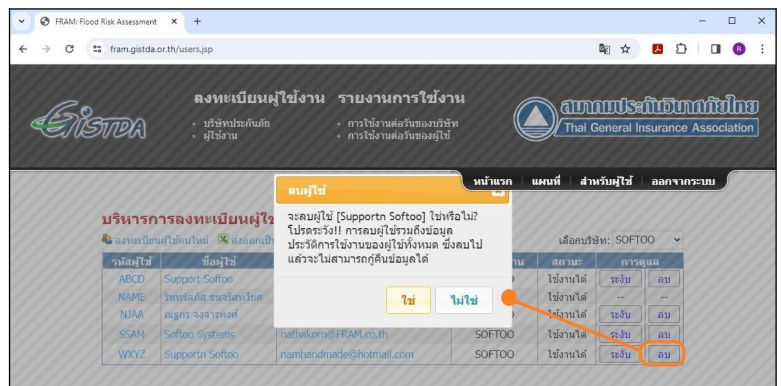 FRAM: Flood Risk Assessment
fram.gistda.or.th/users.jsp
R
GISTDA
ลงทะเบียนผู้ใช้งาน รายงานการใช้งาน
บริษัทประกันภัย
ผู้ใช้งาน
การใช้งานต่อวันของบริษัท
การใช้งานต่อวันของผู้ใช้
สมาคมประกันวินาศภัยไทย
Thai General Insurance Association
หน้าแรก แผนที่ สำหรับผู้ใช้ ออกจากระบบ
ลบผู้ใช้
จะลบผู้ใช้ [Supportn Softoo] ใช่หรือไม่?
โปรดระวัง!! การลบผู้ใช้รวมถึงข้อมูล
ประวัติการใช้งานของผู้ใช้ทั้งหมด ซึ่งลบไป
แล้วจะไม่สามารถกู้คืนข้อมูลได้
ใช่ ไม่ใช่
บริหารการลงทะเบียนผู้ใช้
ลงทะเบียนผู้ใช้คนใหม่ ส่งออกเป็
เลือกบริษัท: SOFTOO
รหัสผู้ใช้ ชื่อผู้ใช้ สถานะ การดูแล
ABCD Support Softoo ใช้งานได้ ระงับ ลบ
NAME ใช้งานได้ -- --
NJAA ณฐกร จงจารพงศ์ ใช้งานได้ ระงับ ลบ
SSAM Softoo Systems nathakorn@FRAM.co.th SOFTOO ใช้งานได้ ระงับ ลบ
WXYZ Supportn Softoo namhandmade@hotmail.com SOFTOO ใช้งานได้ ระงับ ลบ